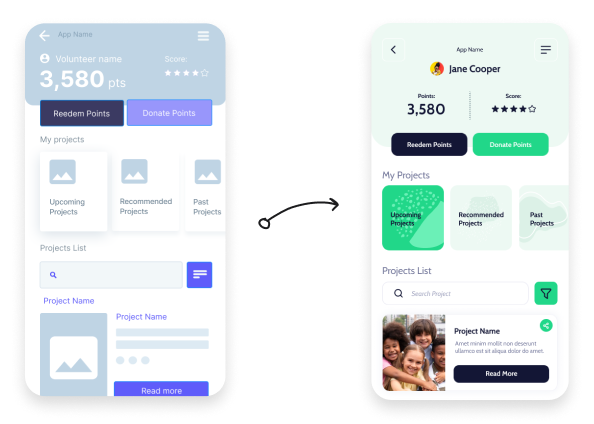 App Name
Volunteer name
Score:
3,580 pts
Reedem Points
Donate Points
My projects
Upcoming
Projects
Recommended
Projects
Past
Projects
Projects List
Project Name
Project Name
Read more
App Name
Jane Cooper
Points:
Score:
3,580
Reedem Points
Donate Points
My Projects
Upcoming
Projects
Recommended
Projects
Past
Projects
Projects List
Search Project
Project Name
Amet minim mollit non deserunt
ullamco est sit aliqua dolor do amet.
Read More